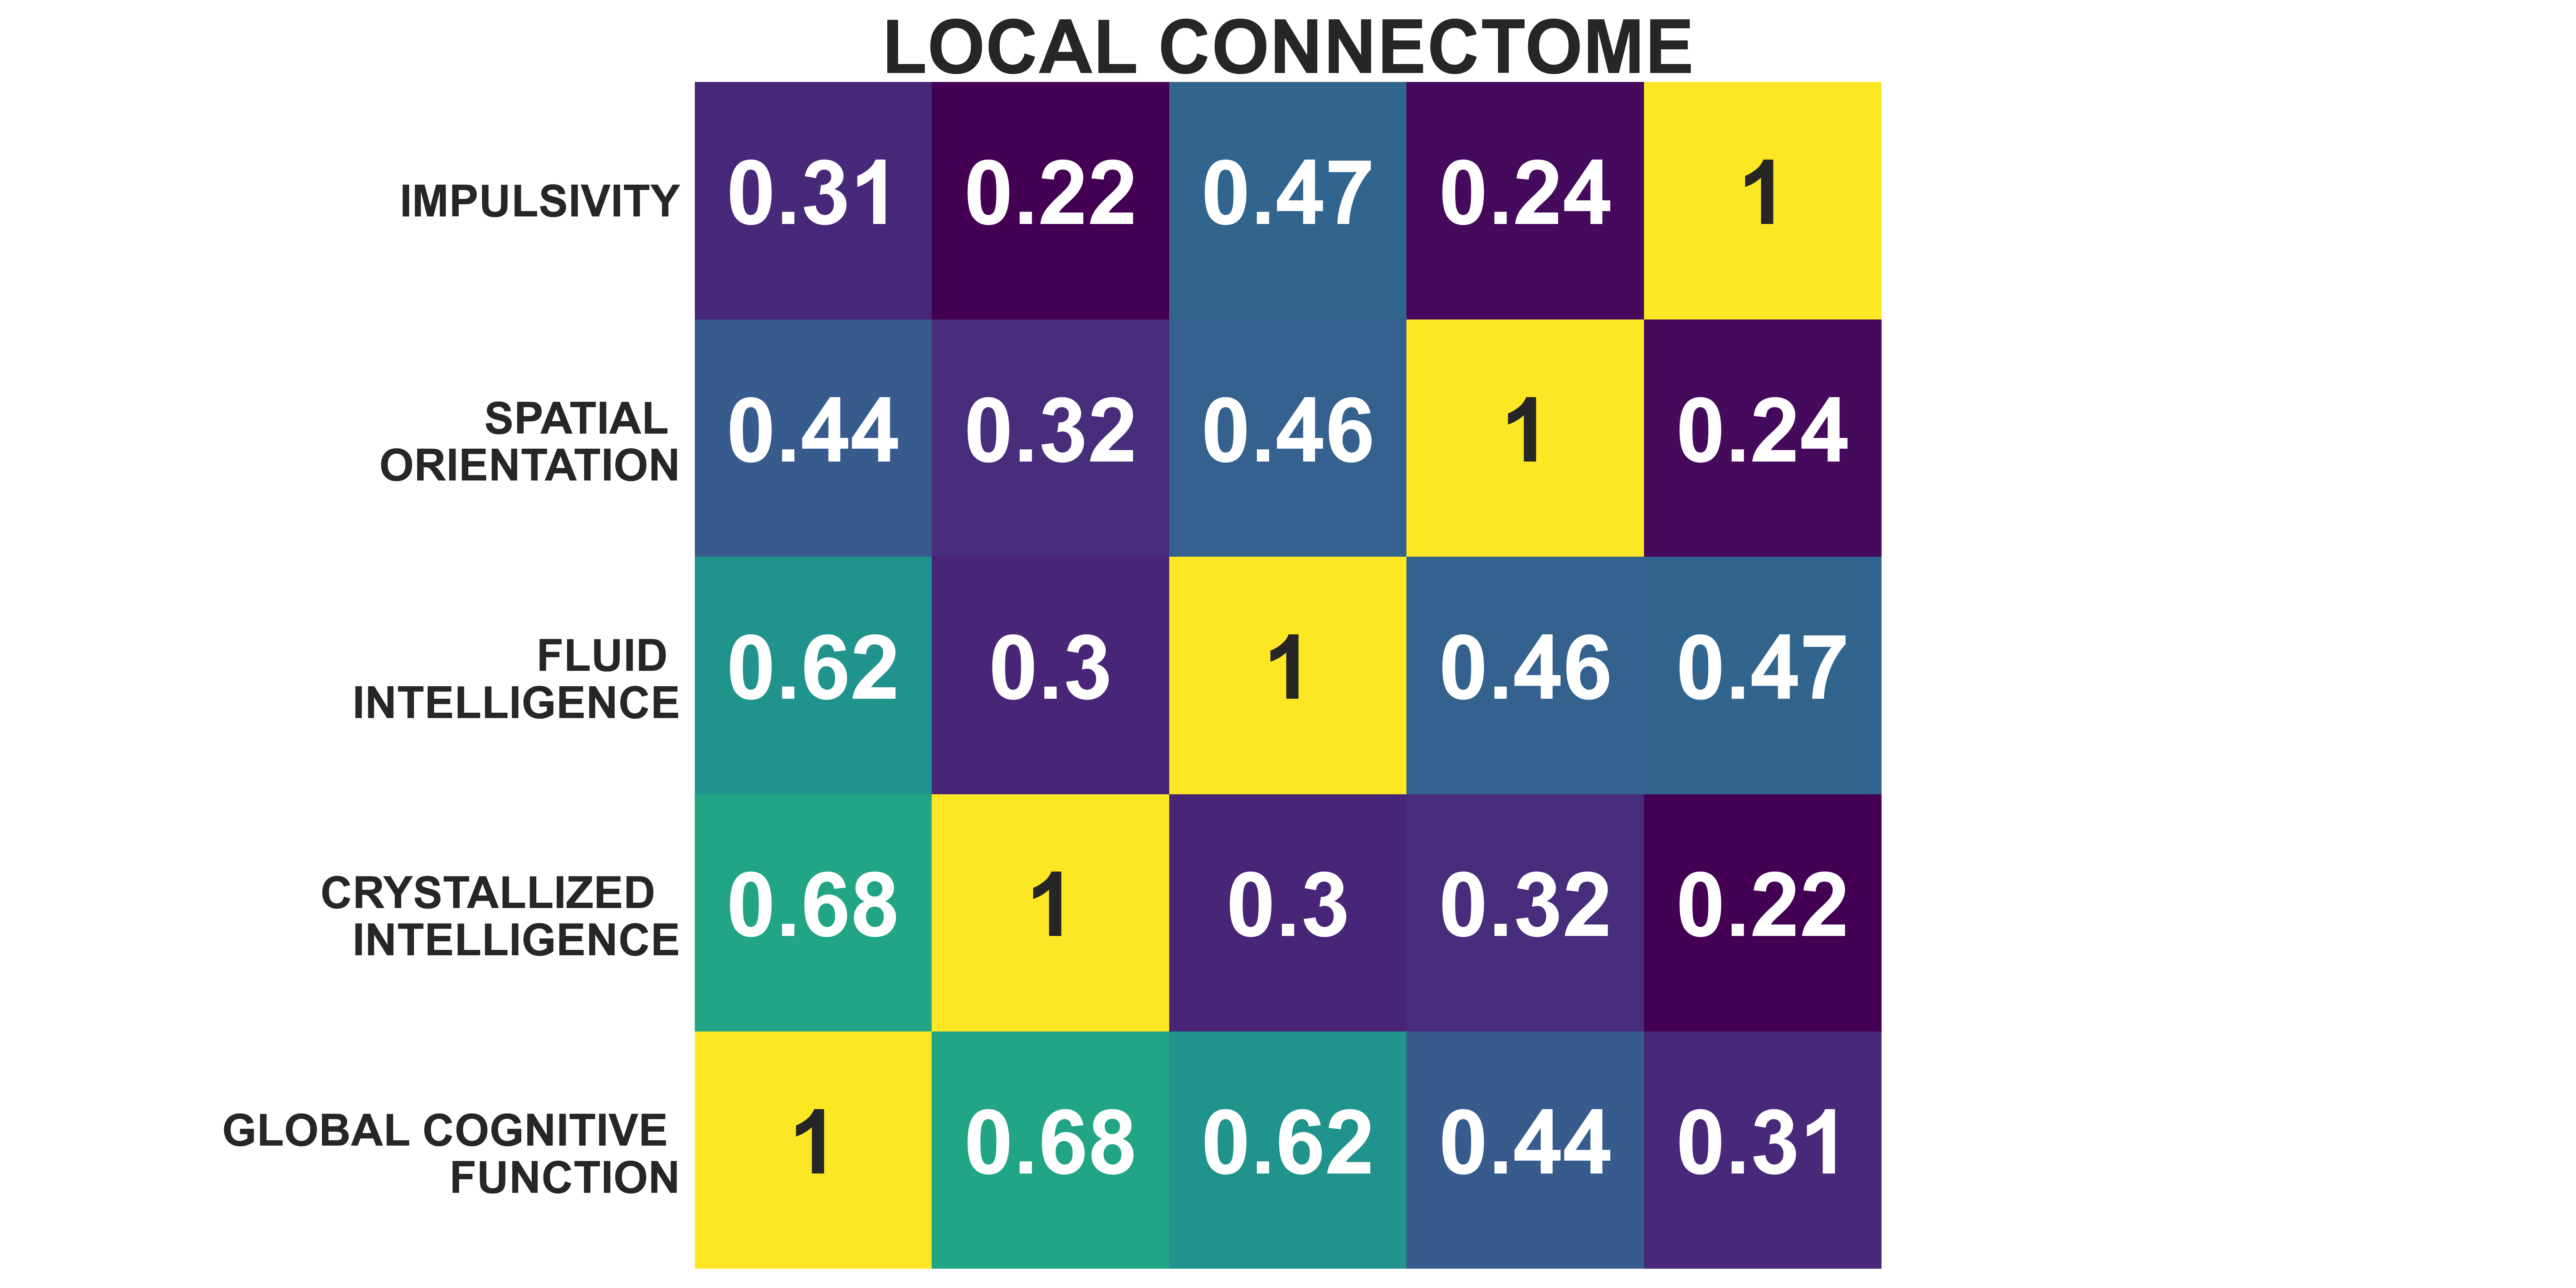 LOCAL CONNECTOME
IMPULSIVITY 0.31 0.22 0.47 0.24 1
SPATIAL
ORIENTATION 0.44 0.32 0.46 1 0.24
FLUID
INTELLIGENCE 0.62 0.3 1 0.46 0.47
CRYSTALLIZED
INTELLIGENCE 0.68 1 0.3 0.32 0.22
GLOBAL COGNITIVE
FUNCTION 1 0.68 0.62 0.44 0.31